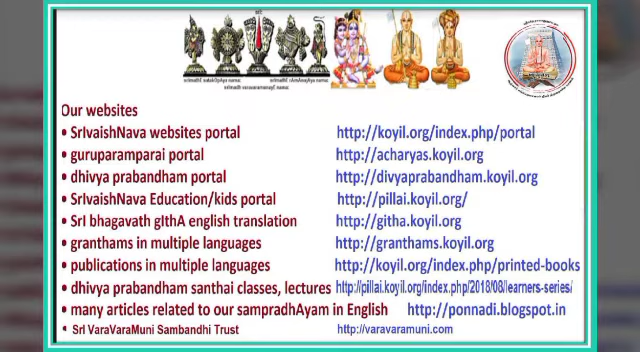 Our websites
• SrIvaishNava websites portal http://koyil.org/index.php/portal
• guruparamparai portal http://acharyas.koyil.org
• dhivya prabandham portal http://divyaprabandham.koyil.org
• SrIvaishNava Education/kids portal http://pillai.koyil.org/
• SrI bhagavath gIthA english translation http://githa.koyil.org
• granthams in multiple languages http://granthams.koyil.org
• publications in multiple languages http://koyil.org/index.php/printed-books
• dhivya prabandham santhai classes, lectures http://pillai.koyil.org/index.php/2018/08/learners-series/
• many articles related to our sampradhAyam in English http://ponnadi.blogspot.in
• SrI VaraVaraMuni Sambandhi Trust http://varavaramuni.com